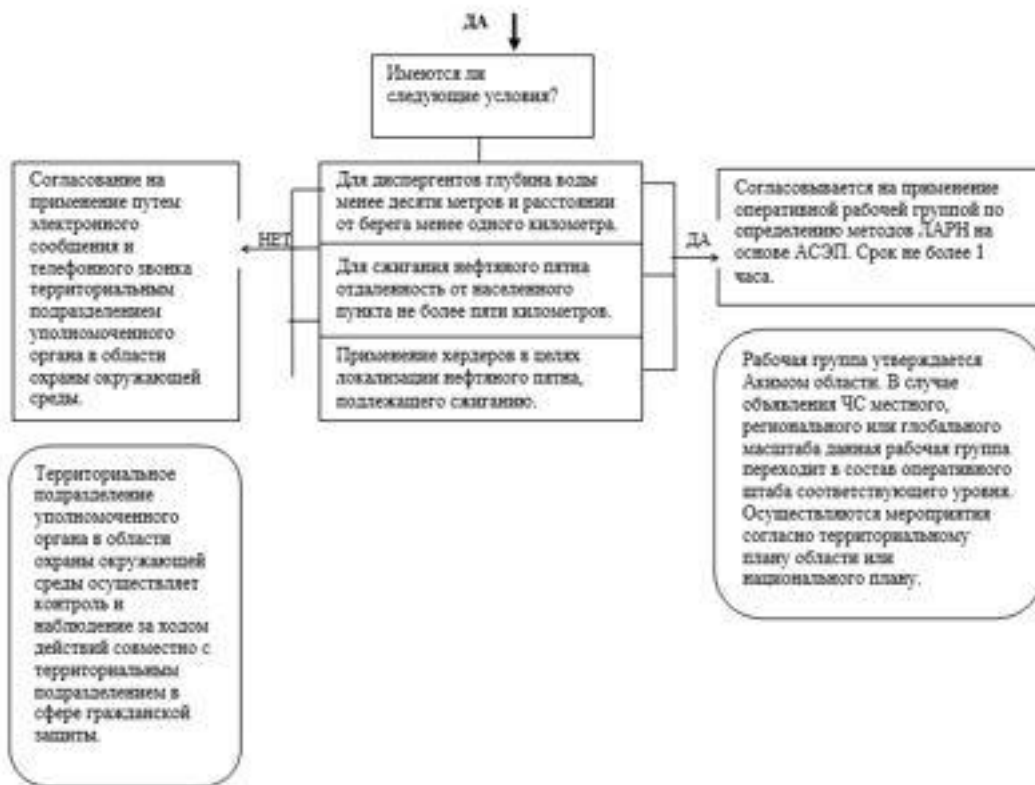 ДА
Имеются ли
следующие условия?
Согласование на
применение путем
электронного
сообщения и
телефонного звонка
территориальным
подразделением
уполномоченного
органа в области
охраны окружающей
среды.
НЕТ
Для диспергентов глубина воды
менее десяти метров и расстоянии
от берега менее одного километра.
Для сжигания нефтяного пятна
отдаленность от населенного
пункта не более пяти километров.
Применение хердеров в целях
локализации нефтяного пятна,
подлежащего сжиганию.
ДА
Согласовывается на применение
оперативной рабочей группой по
определению методов ЛАРН на
основе АСЭП. Срок не более 1
часа.
Территориальное
подразделение
уполномоченного
органа в области
охраны окружающей
среды осуществляет
контроль и
наблюдение за ходом
действий совместно с
территориальным
подразделением в
сфере гражданской
защиты.
Рабочая группа утверждается
Акимом области. В случае
объявления ЧС местного,
регионального или глобального
масштаба данная рабочая группа
переходит в состав оперативного
штаба соответствующего уровня.
Осуществляются мероприятия
согласно территориальному
плану области или
национального плану.